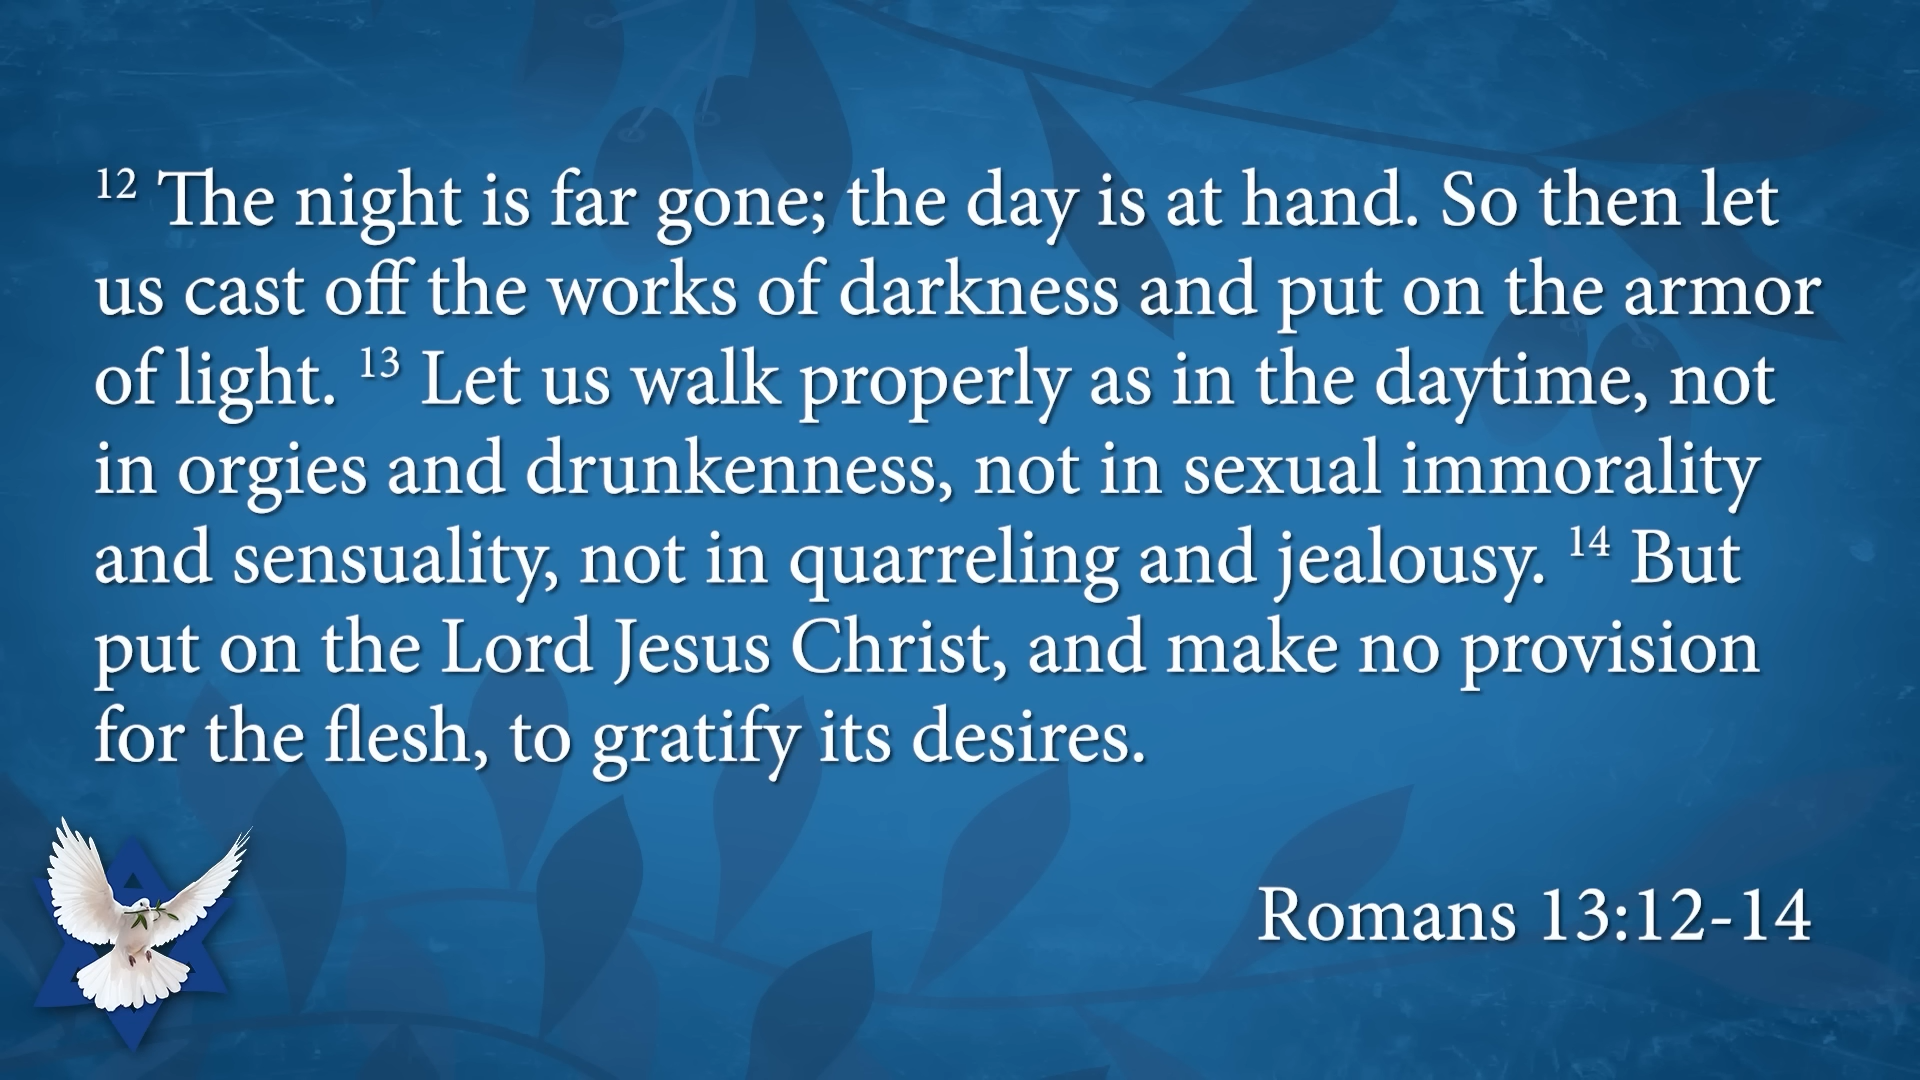 12 The night is far gone; the day is at hand. So then let
us cast off the works of darkness and put on the armor
of light. 13 Let us walk properly as in the daytime, not
in orgies and drunkenness, not in sexual immorality
and sensuality, not in quarreling and jealousy. 14 But
put on the Lord Jesus Christ, and make no provision
for the flesh, to gratify its desires.
Romans 13:12-14